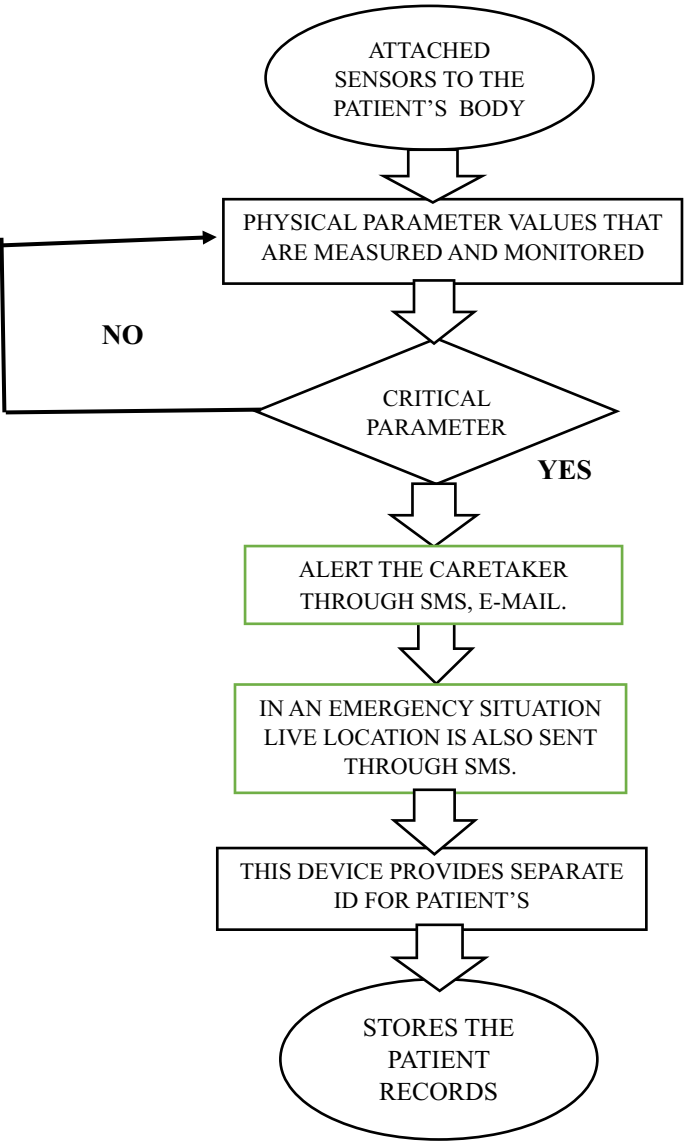 ATTACHED
SENSORS TO THE
PATIENT'S BODY
PHYSICAL PARAMETER VALUES THAT
ARE MEASURED AND MONITORED
NO
CRITICAL
PARAMETER
YES
ALERT THE CARETAKER
THROUGH SMS, E-MAIL.
IN AN EMERGENCY SITUATION
LIVE LOCATION IS ALSO SENT
THROUGH SMS.
THIS DEVICE PROVIDES SEPARATE
ID FOR PATIENT'S
STORES THE
PATIENT
RECORDS